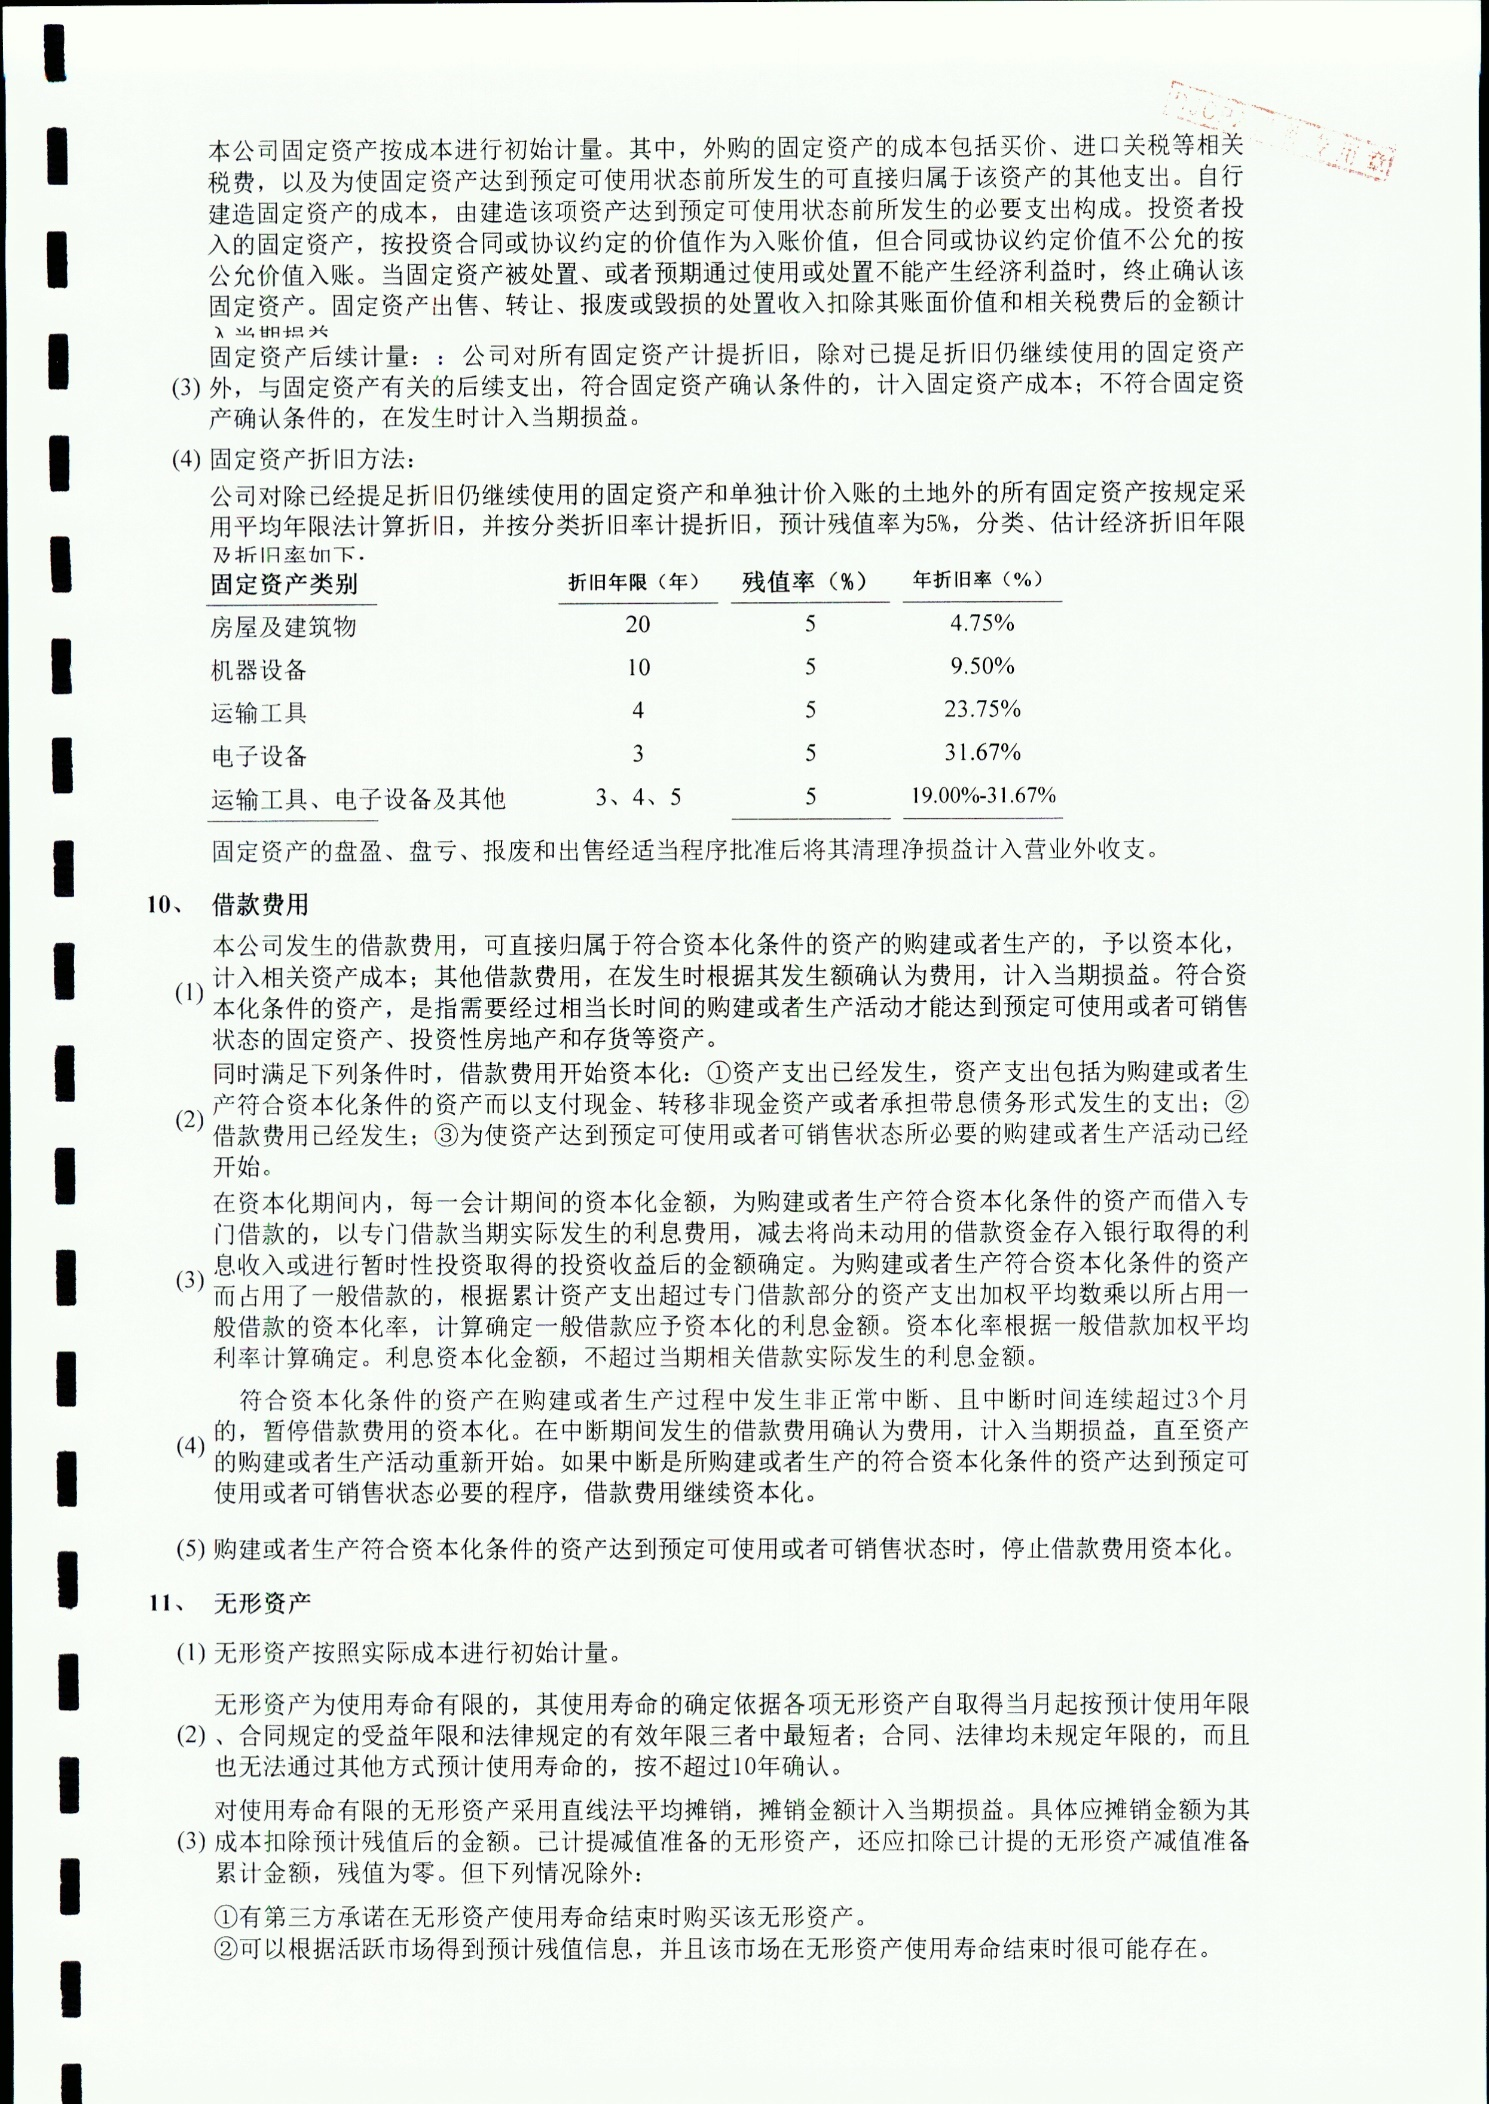 本公司固定资产按成本进行初始计量。其中，外购的固定资产的成本包括买价、进口关税等相关
税费，以及为使固定资产达到预定可使用状态前所发生的可直接归属于该资产的其他支出。自行
建造固定资产的成本，由建造该项资产达到预定可使用状态前所发生的必要支出构成。投资者投
入的固定资产，按投资合同或协议约定的价值作为入账价值，但合同或协议约定价值不公允的按
公允价值入账。当固定资产被处置、或者预期通过使用或处置不能产生经济利益时，终止确认该
固定资产。固定资产出售、转让、报废或毁损的处置收入扣除其账面价值和相关税费后的金额计
入当期损益
固定资产后续计量：：公司对所有固定资产计提折旧，除对已提足折旧仍继续使用的固定资产
(3) 外，与固定资产有关的后续支出，符合固定资产确认条件的，计入固定资产成本；不符合固定资
产确认条件的，在发生时计入当期损益。
(4) 固定资产折旧方法：
公司对除已经提足折旧仍继续使用的固定资产和单独计价入账的土地外的所有固定资产按规定采
用平均年限法计算折旧，并按分类折旧率计提折旧，预计残值率为5%，分类、估计经济折旧年限
及折旧率如下：
固定资产类别 折旧年限（年） 残值率（%） 年折旧率（%）
房屋及建筑物 20 5 4.75%
机器设备 10 5 9.50%
运输工具 4 5 23.75%
电子设备 3 5 31.67%
运输工具、电子设备及其他 3、4、5 5 19.00%-31.67%
固定资产的盘盈、盘亏、报废和出售经适当程序批准后将其清理净损益计入营业外收支。
10、 借款费用
本公司发生的借款费用，可直接归属于符合资本化条件的资产的购建或者生产的，予以资本化，
计入相关资产成本；其他借款费用，在发生时根据其发生额确认为费用，计入当期损益。符合资
(1) 本化条件的资产，是指需要经过相当长时间的购建或者生产活动才能达到预定可使用或者可销售
状态的固定资产、投资性房地产和存货等资产。
同时满足下列条件时，借款费用开始资本化：①资产支出已经发生，资产支出包括为购建或者生
产符合资本化条件的资产而以支付现金、转移非现金资产或者承担带息债务形式发生的支出；②
(2) 借款费用已经发生；③为使资产达到预定可使用或者可销售状态所必要的购建或者生产活动已经
开始。
在资本化期间内，每一会计期间的资本化金额，为购建或者生产符合资本化条件的资产而借入专
门借款的，以专门借款当期实际发生的利息费用，减去将尚未动用的借款资金存入银行取得的利
息收入或进行暂时性投资取得的投资收益后的金额确定。为购建或者生产符合资本化条件的资产
(3) 而占用了一般借款的，根据累计资产支出超过专门借款部分的资产支出加权平均数乘以所占用一
般借款的资本化率，计算确定一般借款应予资本化的利息金额。资本化率根据一般借款加权平均
利率计算确定。利息资本化金额，不超过当期相关借款实际发生的利息金额。
符合资本化条件的资产在购建或者生产过程中发生非正常中断、且中断时间连续超过3个月
的，暂停借款费用的资本化。在中断期间发生的借款费用确认为费用，计入当期损益，直至资产
(4) 的购建或者生产活动重新开始。如果中断是所购建或者生产的符合资本化条件的资产达到预定可
使用或者可销售状态必要的程序，借款费用继续资本化。
(5) 购建或者生产符合资本化条件的资产达到预定可使用或者可销售状态时，停止借款费用资本化。
11、 无形资产
(1) 无形资产按照实际成本进行初始计量。
无形资产为使用寿命有限的，其使用寿命的确定依据各项无形资产自取得当月起按预计使用年限
(2) 、合同规定的受益年限和法律规定的有效年限三者中最短者；合同、法律均未规定年限的，而且
也无法通过其他方式预计使用寿命的，按不超过10年确认。
对使用寿命有限的无形资产采用直线法平均摊销，摊销金额计入当期损益。具体应摊销金额为其
(3) 成本扣除预计残值后的金额。已计提减值准备的无形资产，还应扣除已计提的无形资产减值准备
累计金额，残值为零。但下列情况除外：
①有第三方承诺在无形资产使用寿命结束时购买该无形资产。
②可以根据活跃市场得到预计残值信息，并且该市场在无形资产使用寿命结束时很可能存在。